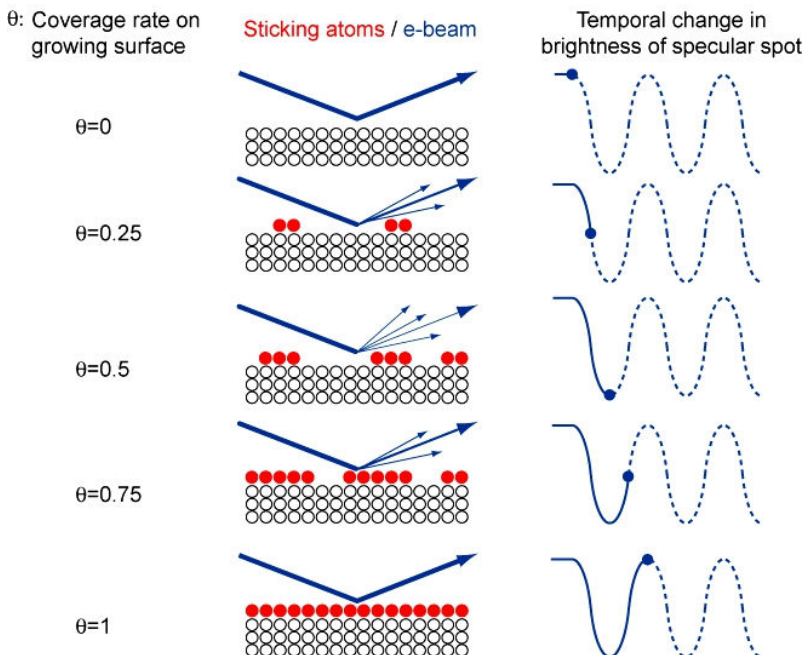 θ: Coverage rate on
growing surface
Sticking atoms / e-beam
Temporal change in
brightness of specular spot
θ=0
θ=0.25
θ=0.5
θ=0.75
θ=1